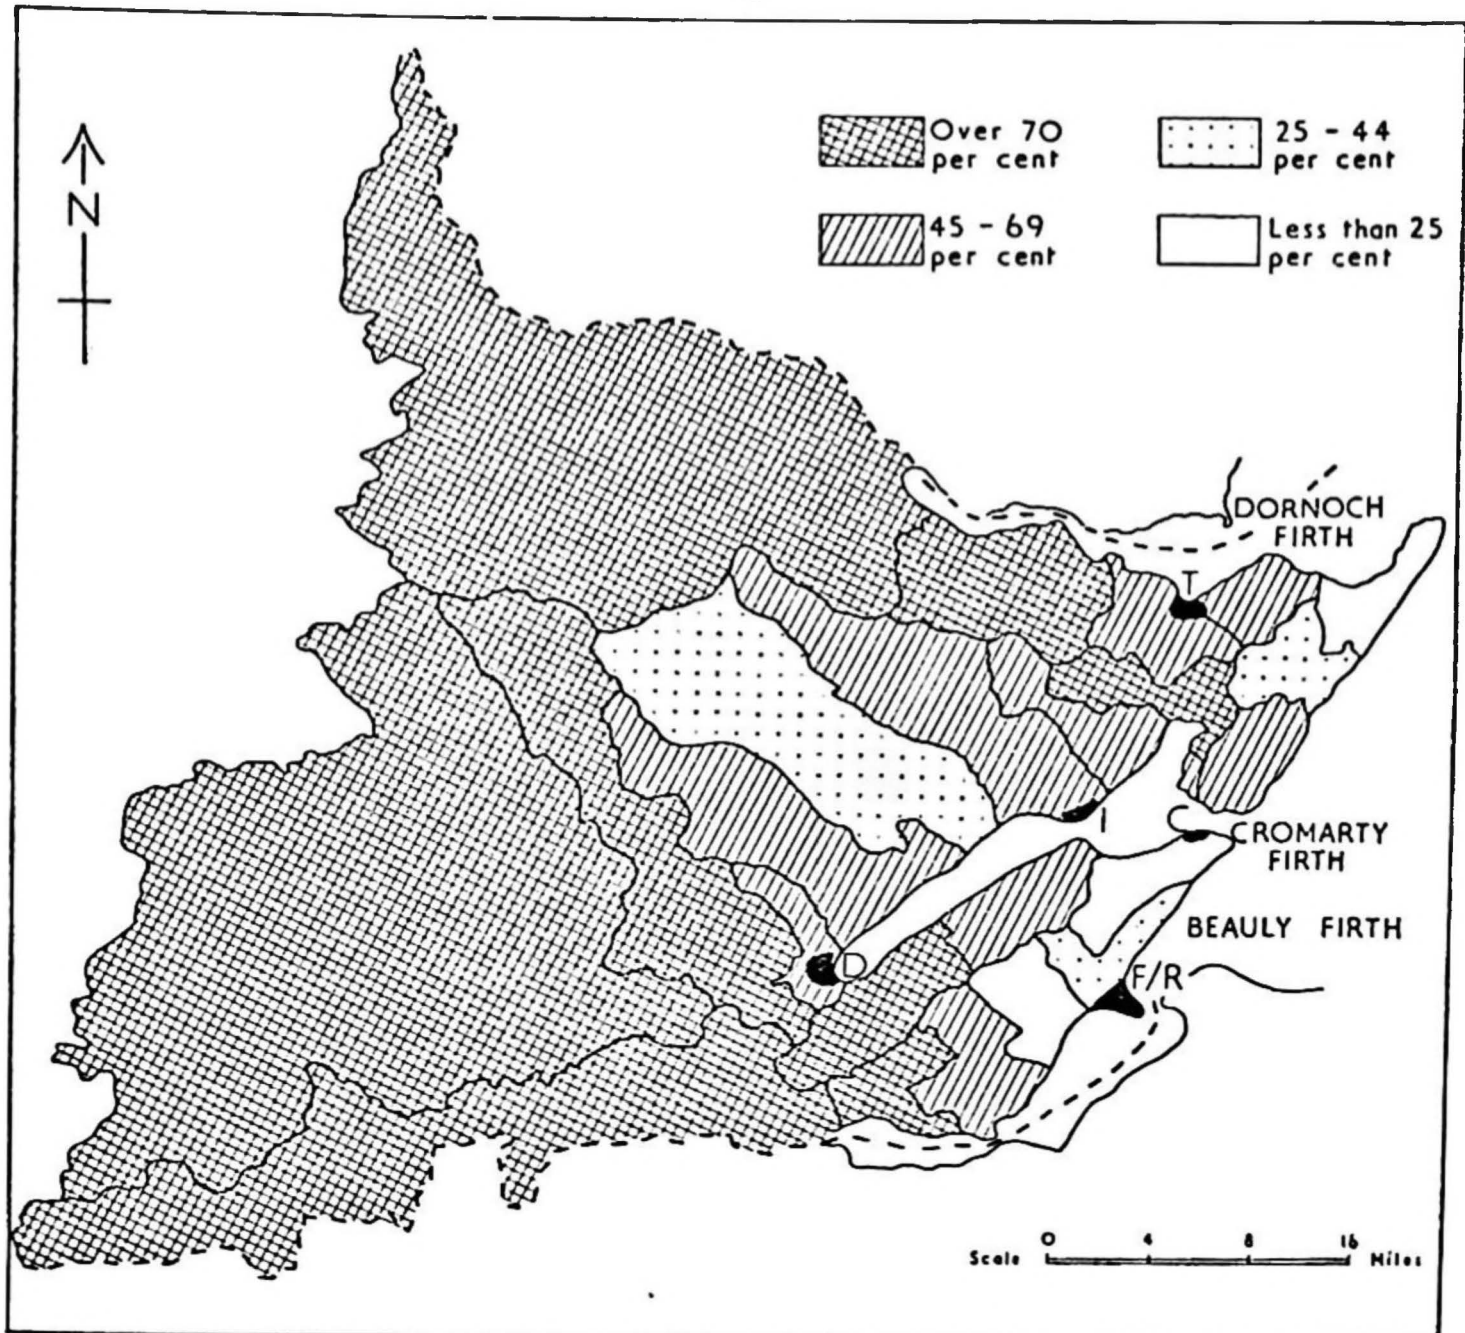 N
Over 70
per cent
25 - 44
per cent
45 - 69
per cent
Less than 25
per cent
DORNOCH
FIRTH
T
I
C
CROMARTY
FIRTH
BEAULY FIRTH
D
F/R
Scale 0 4 8 16 Miles